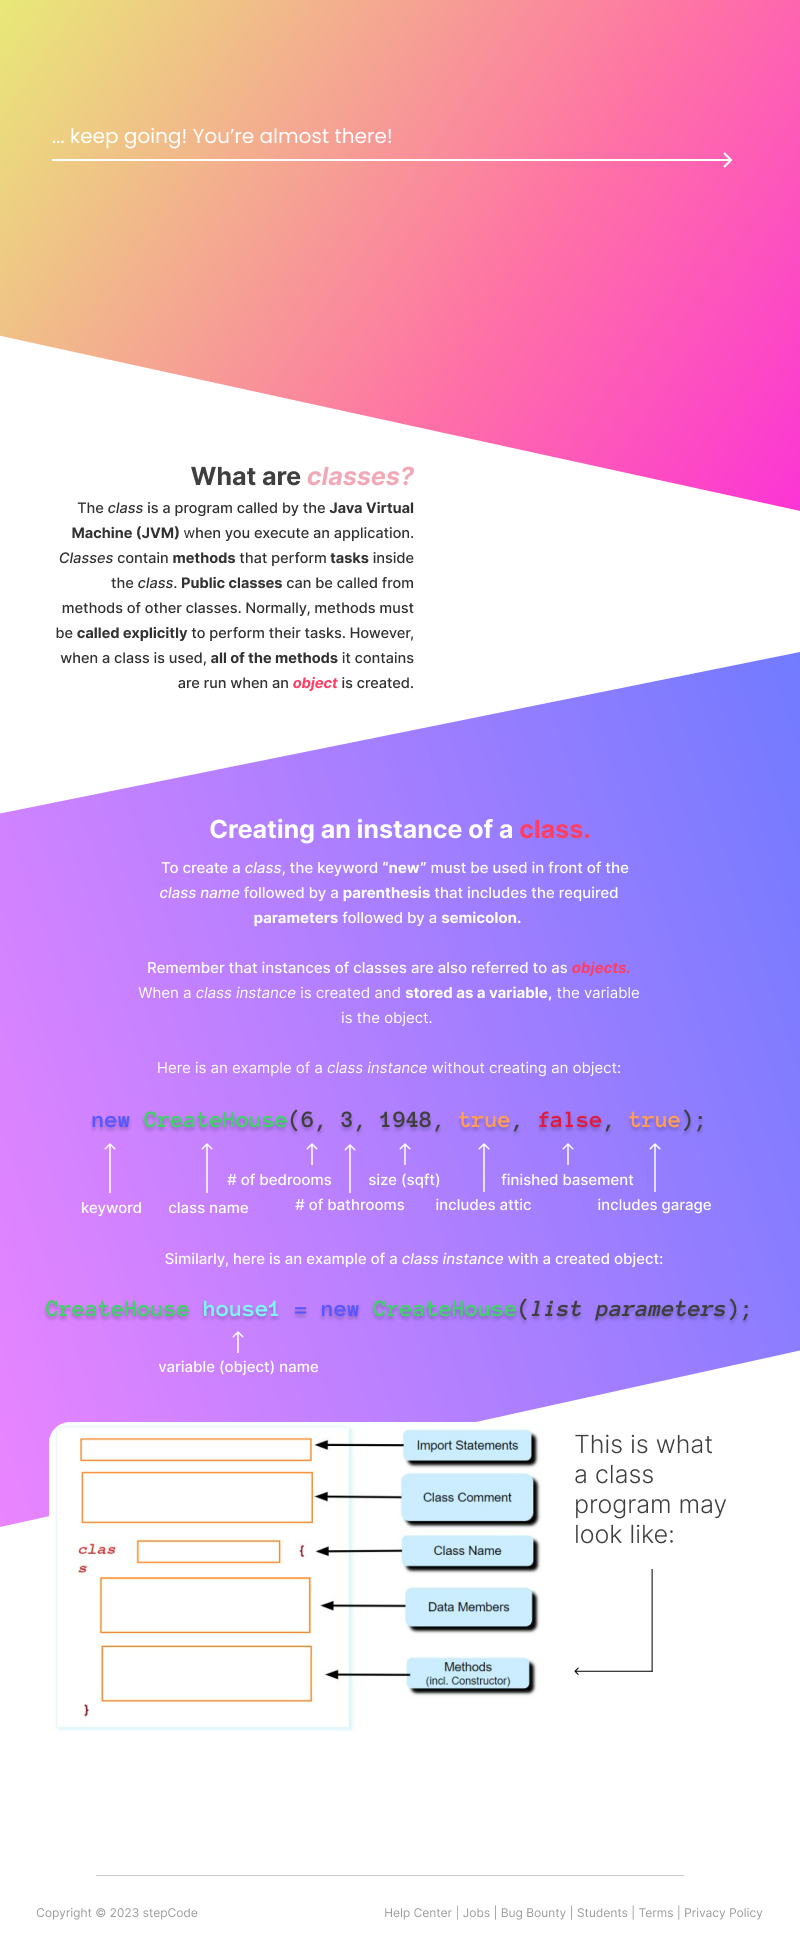 ... keep going! You’re almost there!
What are classes?
The class is a program called by the Java Virtual
Machine (JVM) when you execute an application.
Classes contain methods that perform tasks inside
the class. Public classes can be called from
methods of other classes. Normally, methods must
be called explicitly to perform their tasks. However,
when a class is used, all of the methods it contains
are run when an object is created.
Creating an instance of a class.
To create a class, the keyword “new” must be used in front of the
class name followed by a parenthesis that includes the required
parameters followed by a semicolon.
Remember that instances of classes are also referred to as objects.
When a class instance is created and stored as a variable, the variable
is the object.
Here is an example of a class instance without creating an object:
new CreateHouse(6, 3, 1948, true, false, true);
# of bedrooms size (sqft) finished basement
keyword class name # of bathrooms includes attic includes garage
Similarly, here is an example of a class instance with a created object:
CreateHouse house1 = new CreateHouse(list parameters);
variable (object) name
Import Statements
Class Comment
clas
s
{
Class Name
Data Members
Methods
(incl. Constructor)
}
This is what
a class
program may
look like:
Copyright © 2023 stepCode
Help Center | Jobs | Bug Bounty | Students | Terms | Privacy Policy